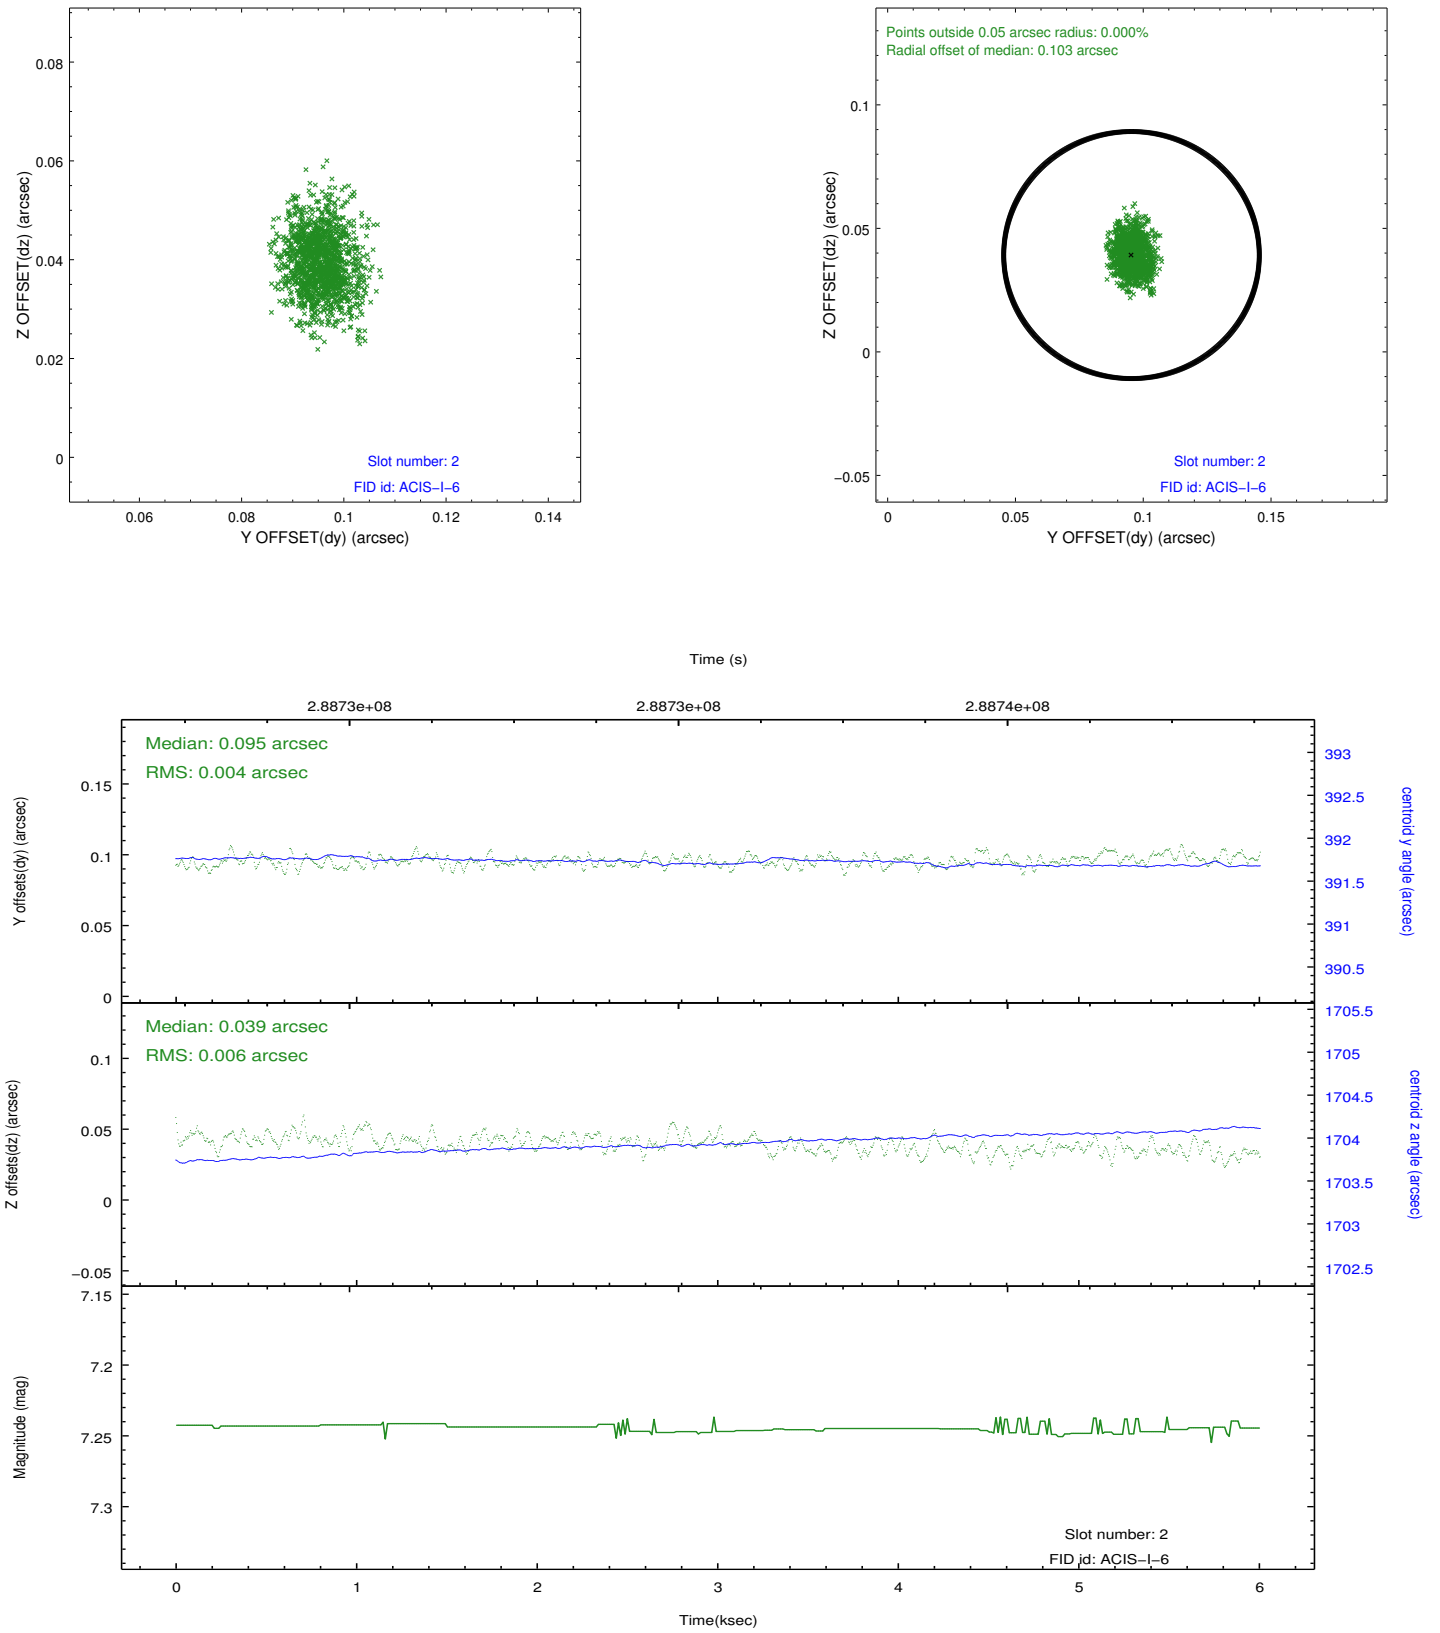 0.08
0.06
0.04
0.02
0
0.06
0.08
0.1
0.12
0.14
Z OFFSET(dz) (arcsec)
Y OFFSET(dy) (arcsec)
Slot number: 2
FID id: ACIS−I−6
Points outside 0.05 arcsec radius: 0.000%
Radial offset of median: 0.103 arcsec
0.1
0.05
0
−0.05
0
0.05
0.1
0.15
Z OFFSET(dz) (arcsec)
Y OFFSET(dy) (arcsec)
Slot number: 2
FID id: ACIS−I−6
Time (s)
2.8873e+08
2.8873e+08
2.8874e+08
Median: 0.095 arcsec
RMS: 0.004 arcsec
0.15
0.1
0.05
0
Y offsets(dy) (arcsec)
393
392.5
392
391.5
391
390.5
centroid y angle (arcsec)
Median: 0.039 arcsec
RMS: 0.006 arcsec
0.1
0.05
0
−0.05
Z offsets(dz) (arcsec)
1705.5
1705
1704.5
1704
1703.5
1703
1702.5
centroid z angle (arcsec)
7.15
7.2
7.25
7.3
Magnitude (mag)
Slot number: 2
FID id: ACIS−I−6
0
1
2
3
4
5
6
Time(ksec)